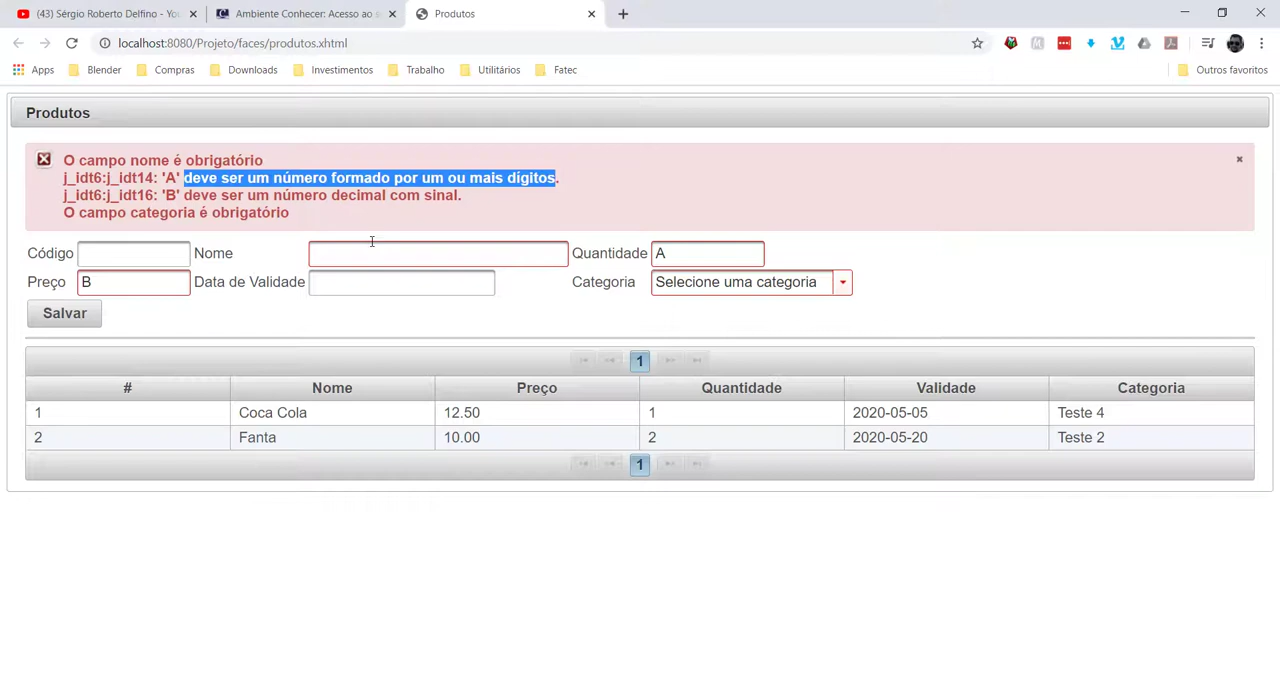 (43) Sérgio Roberto Delfino - You
Ambiente Conhecer: Acesso ao s
Produtos
localhost:8080/Projeto/faces/produtos.xhtml
Apps Blender Compras Downloads Investimentos Trabalho Utilitários Fatec Outros favoritos
Produtos
O campo nome é obrigatório
j_idt6:j_idt14: 'A' deve ser um número formado por um ou mais dígitos.
j_idt6:j_idt16: 'B' deve ser um número decimal com sinal.
O campo categoria é obrigatório
Código Nome Quantidade A
Preço B Data de Validade Categoria Selecione uma categoria
Salvar
1
# Nome Preço Quantidade Validade Categoria
1 Coca Cola 12.50 1 2020-05-05 Teste 4
2 Fanta 10.00 2 2020-05-20 Teste 2
1